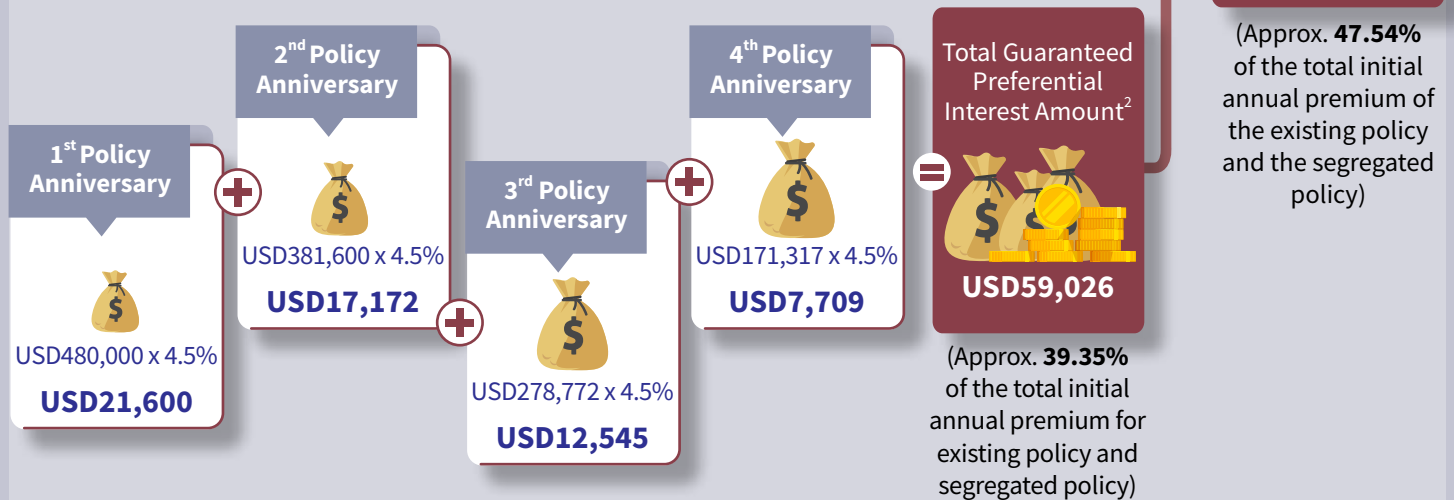 1st Policy
Anniversary
USD480,000 x 4.5%
USD21,600
+
2nd Policy
Anniversary
$
USD381,600 x 4.5%
USD17,172
+
3rd Policy
Anniversary
$
USD278,772 x 4.5%
USD12,545
+
4th Policy
Anniversary
$
USD171,317 x 4.5%
USD7,709
=
Total Guaranteed
Preferential
Interest Amount2
$
USD59,026
(Approx. 39.35%
of the total initial
annual premium for
existing policy and
segregated policy)
(Approx. 47.54%
of the total initial
annual premium of
the existing policy
and the segregated
policy)